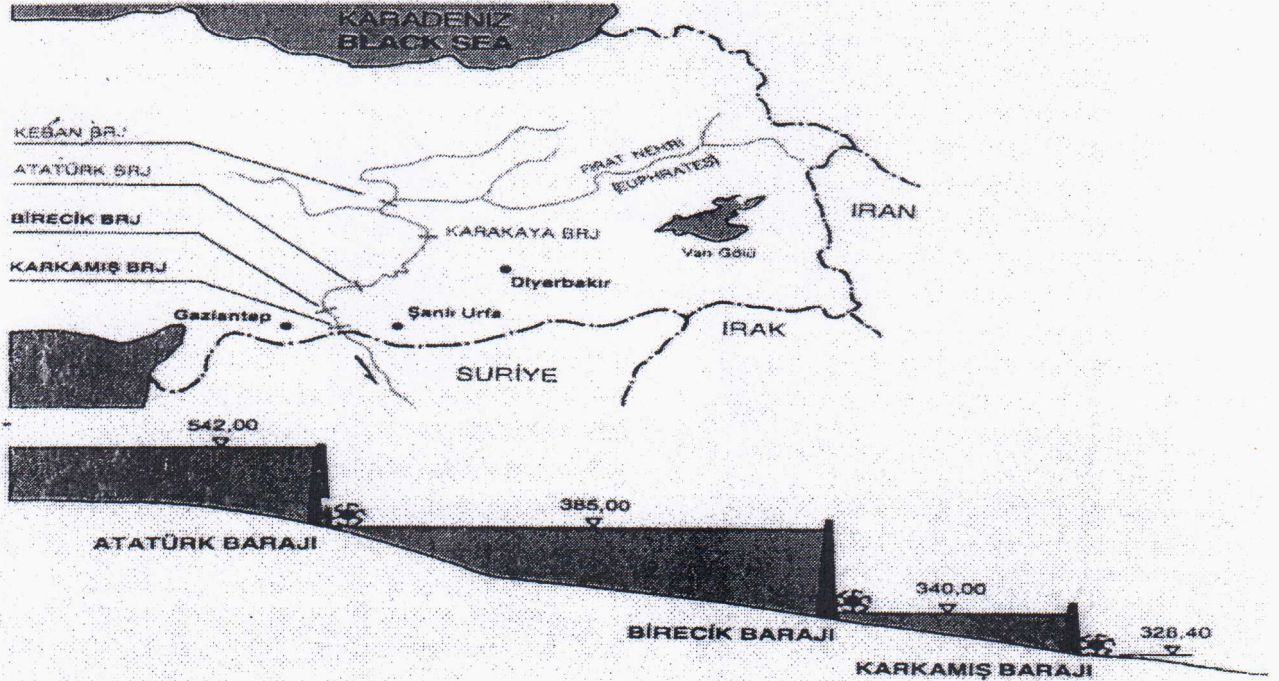 KARADENİZ
BLACK SEA
KEBAN BRJ
ATATÜRK BRJ
BİRECİK BRJ
KARKAMIŞ BRJ
FIRAT NEHRİ
(EUPHRATES)
KARAKAYA BRJ
İRAN
Van Gölü
Diyarbakır
Gaziantep
Şanlı Urfa
IRAK
SURİYE
542,00
ATATÜRK BARAJI
385,00
BİRECİK BARAJI
340,00
KARKAMIŞ BARAJI
328,40